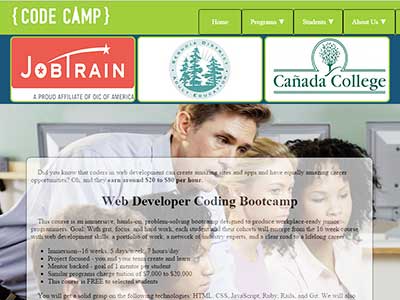 {CODE CAMP}
Home Programs ▼ Students ▼ About Us ▼
JOBTRAIN
A PROUD AFFILIATE OF OIC OF AMERICA
Cañada College
Did you know that coders in web development can create amazing sites and apps and have equally amazing career
opportunities? Oh, and they earn around $20 to $80 per hour.
Web Developer Coding Bootcamp
This course is an immersive, hands-on, problem-solving bootcamp designed to produce workplace-ready junior
programmers. Goal: With grit, focus, and hard work, each student and their cohorts will emerge from the 16 week course
with web development skills, a portfolio of work, a network of industry experts, and a clear road to a lifelong career.
Immersion--16 weeks, 5 days/week, 7 hours/day
Project focused - you and your team create and learn
Mentor backed - goal of 1 mentor per student
Similar programs charge tuition of $7,000 to $20,000
This course is FREE to selected students
You will get a solid grasp on the following technologies: HTML, CSS, JavaScript, Ruby, Rails, and Git. We will also